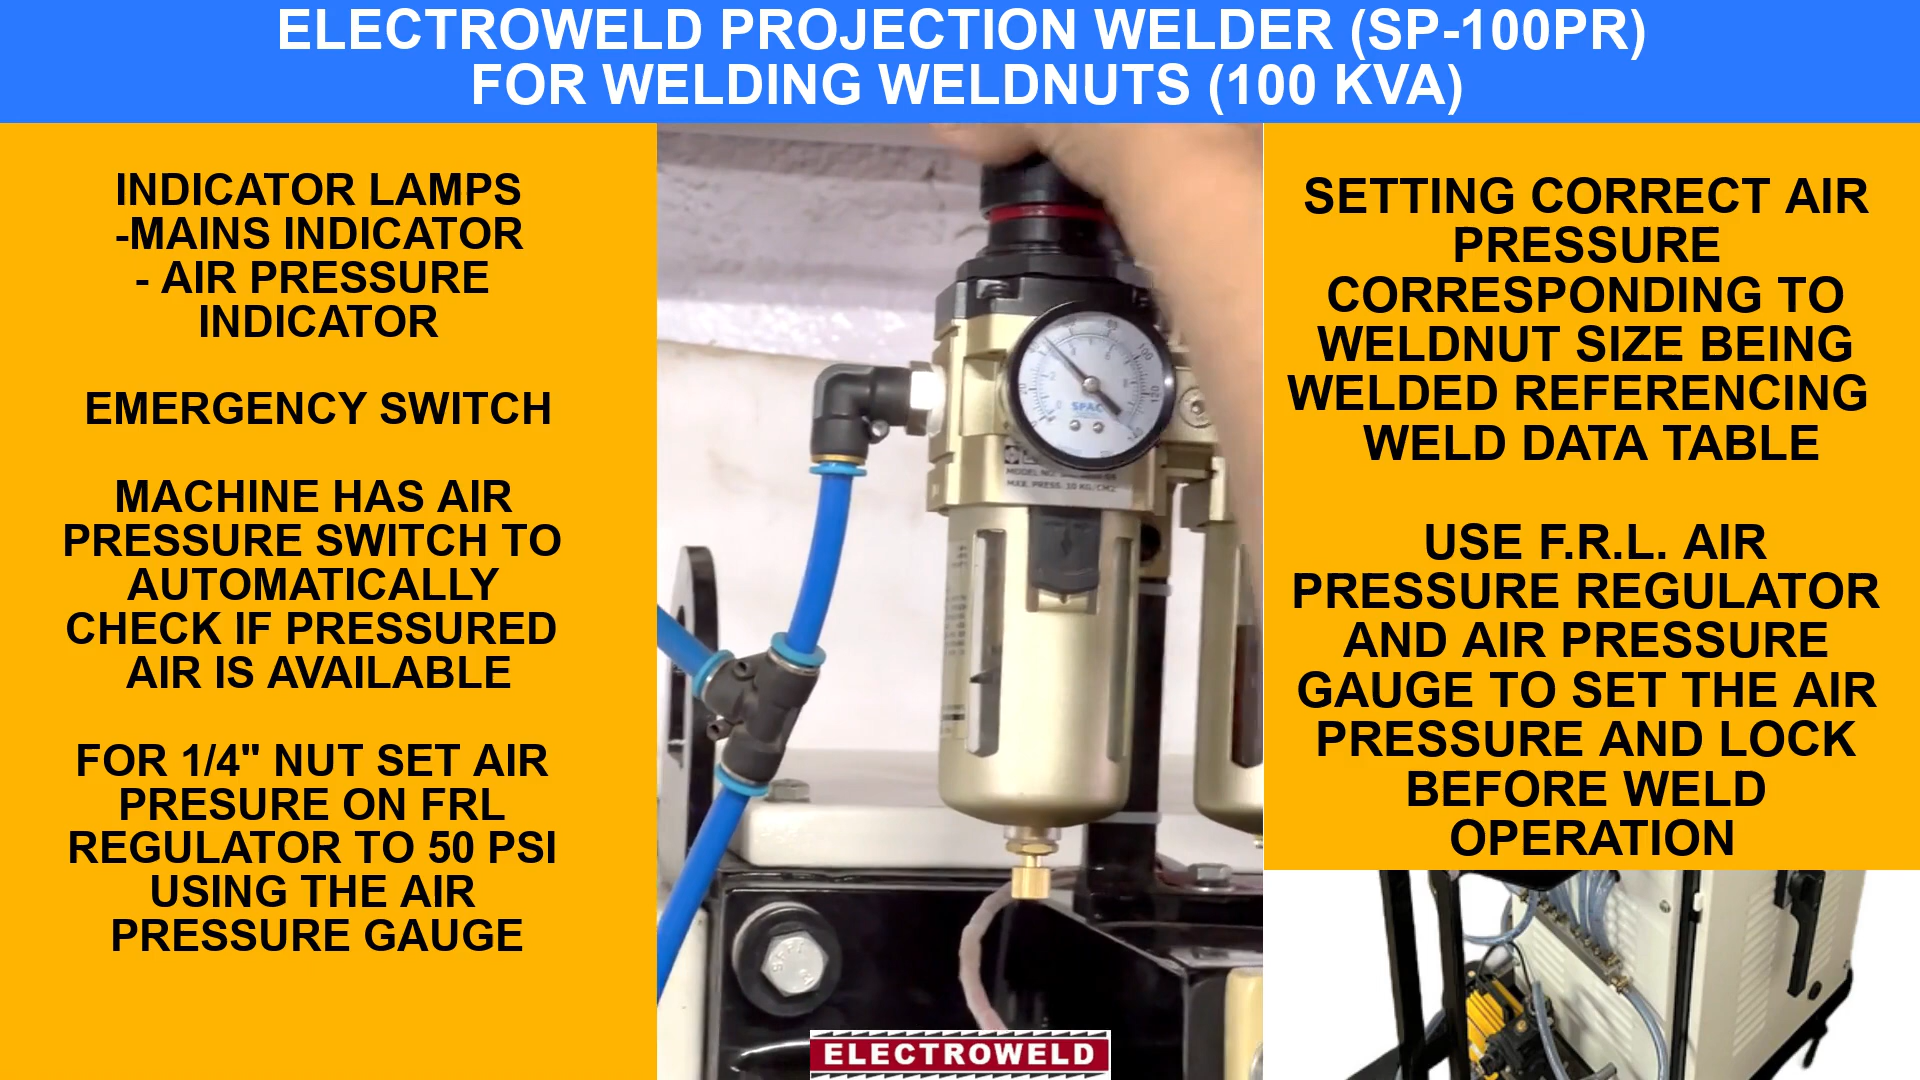 ELECTROWELD PROJECTION WELDER (SP-100PR)
FOR WELDING WELDNUTS (100 KVA)
INDICATOR LAMPS
-MAINS INDICATOR
- AIR PRESSURE
INDICATOR
EMERGENCY SWITCH
MACHINE HAS AIR
PRESSURE SWITCH TO
AUTOMATICALLY
CHECK IF PRESSURED
AIR IS AVAILABLE
FOR 1/4" NUT SET AIR
PRESURE ON FRL
REGULATOR TO 50 PSI
USING THE AIR
PRESSURE GAUGE
100
120
SPAC
MODEL NO:
MAX. PRESS. 10 KG/CM2
ELECTROWELD
SETTING CORRECT AIR
PRESSURE
CORRESPONDING TO
WELDNUT SIZE BEING
WELDED REFERENCING
WELD DATA TABLE
USE F.R.L. AIR
PRESSURE REGULATOR
AND AIR PRESSURE
GAUGE TO SET THE AIR
PRESSURE AND LOCK
BEFORE WELD
OPERATION